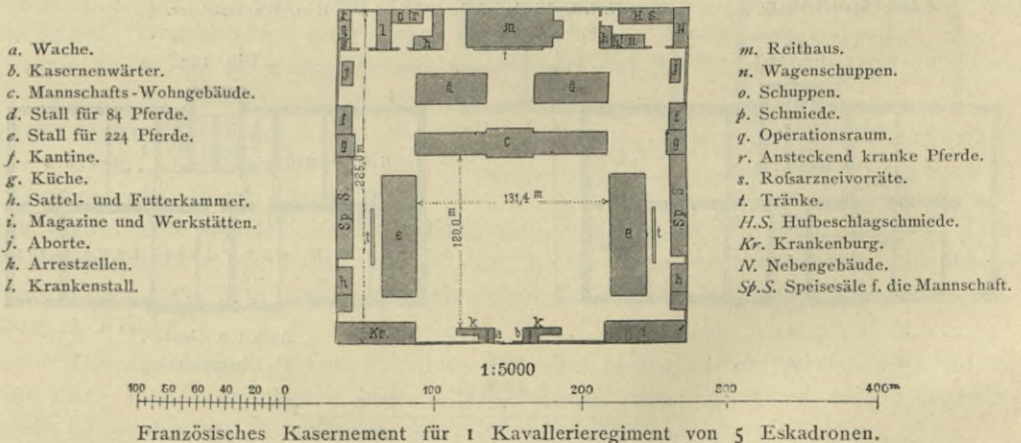 a. Wache.
b. Kasernenwärter.
c. Mannschafts-Wohngebäude.
d. Stall für 84 Pferde.
e. Stall für 224 Pferde.
f. Kantine.
g. Küche.
h. Sattel- und Futterkammer.
i. Magazine und Werkstätten.
j. Aborte.
k. Arrestzellen.
l. Krankenstall.
r
o r
l
h
m
t
H S.
h n
N
j
j
f
g
c
f
g
Sp. S
225,0 m.
120,0 m
131,4 m
e
e
t
Sp. S
h
h
Kr.
k
a
b
k
i
m. Reithaus.
n. Wagenschuppen.
o. Schuppen.
p. Schmiede.
q. Operationsraum.
r. Ansteckend kranke Pferde.
s. Rofsarzneivorräte.
t. Tränke.
H.S. Hufbeschlagschmiede.
Kr. Krankenburg.
N. Nebengebäude.
Sp.S. Speisesäle f. die Mannschaft.
1:5000
100 80 60 40 20 0 100 200 300 400 m
Französisches Kasernement für 1 Kavallerieregiment von 5 Eskadronen.